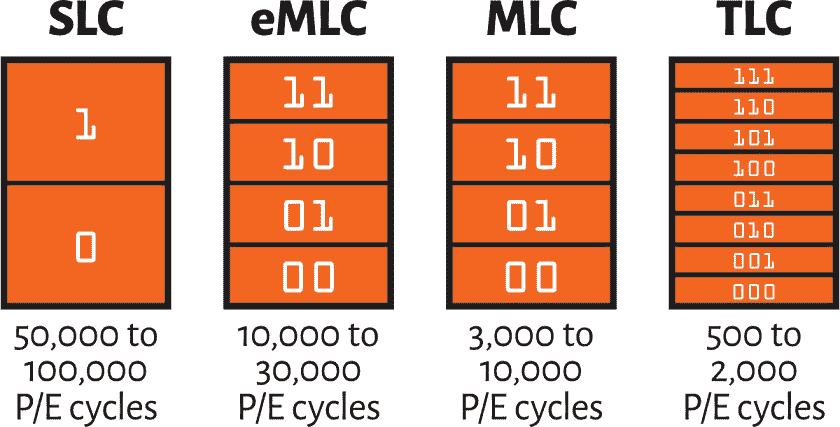 SLC
1
0
50,000 to
100,000
P/E cycles
eMLC
11
10
01
00
10,000 to
30,000
P/E cycles
MLC
11
10
01
00
3,000 to
10,000
P/E cycles
TLC
111
110
101
100
011
010
001
000
500 to
2,000
P/E cycles